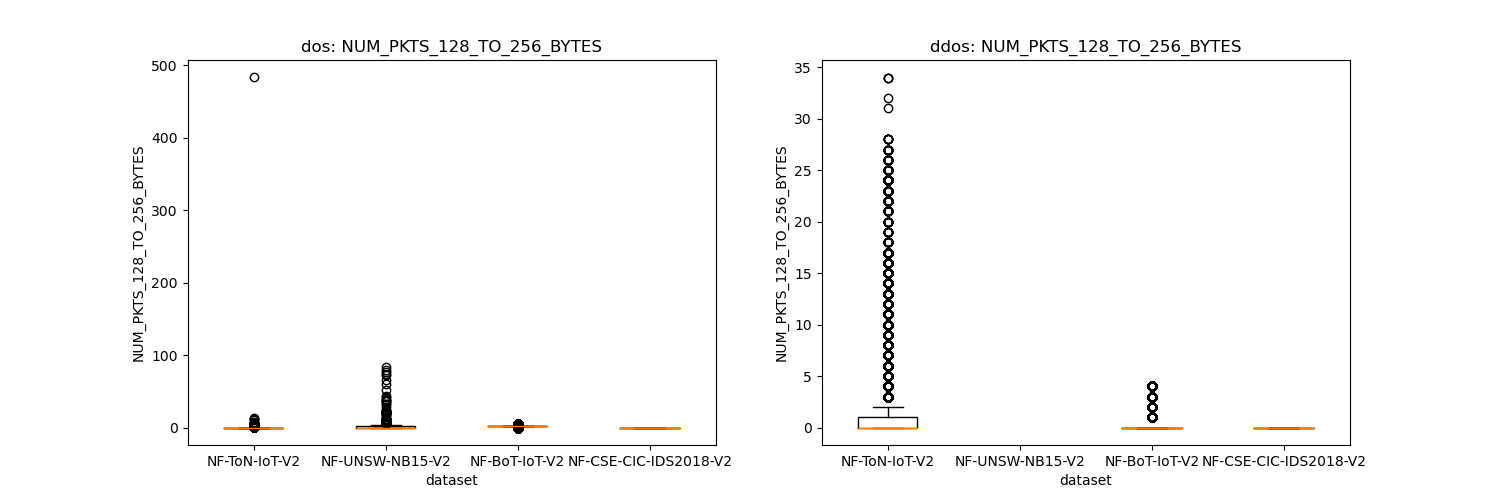 dos: NUM_PKTS_128_TO_256_BYTES
NUM_PKTS_128_TO_256_BYTES
500
400
300
200
100
0
NF-ToN-IoT-V2 NF-UNSW-NB15-V2 NF-BoT-IoT-V2 NF-CSE-CIC-IDS2018-V2
dataset
ddos: NUM_PKTS_128_TO_256_BYTES
NUM_PKTS_128_TO_256_BYTES
35
30
25
20
15
10
5
0
NF-ToN-IoT-V2 NF-UNSW-NB15-V2 NF-BoT-IoT-V2 NF-CSE-CIC-IDS2018-V2
dataset